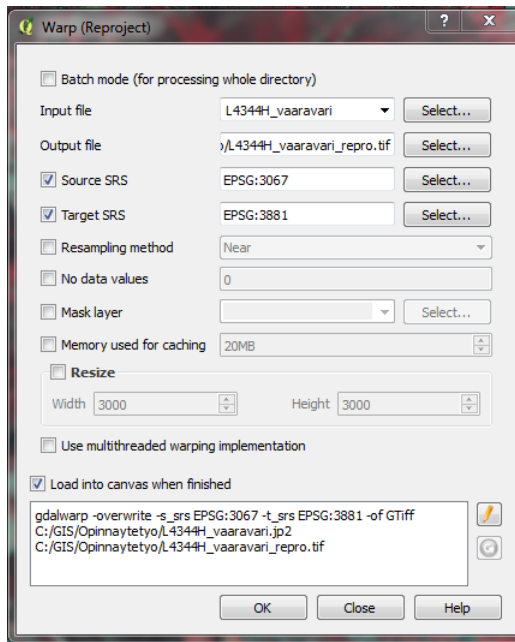 Warp (Reproject)
Batch mode (for processing whole directory)
Input file L4344H_vaaravari Select...
Output file o/L4344H_vaaravari_repro.tif Select...
Source SRS EPSG:3067 Select...
Target SRS EPSG:3881 Select...
Resampling method Near
No data values 0
Mask layer Select...
Memory used for caching 20MB
Resize
Width 3000 Height 3000
Use multithreaded warping implementation
Load into canvas when finished
gdalwarp -overwrite -s_srs EPSG:3067 -t_srs EPSG:3881 -of GTiff
C:/GIS/Opinnaytetyo/L4344H_vaaravari.jp2
C:/GIS/Opinnaytetyo/L4344H_vaaravari_repro.tif
OK Close Help